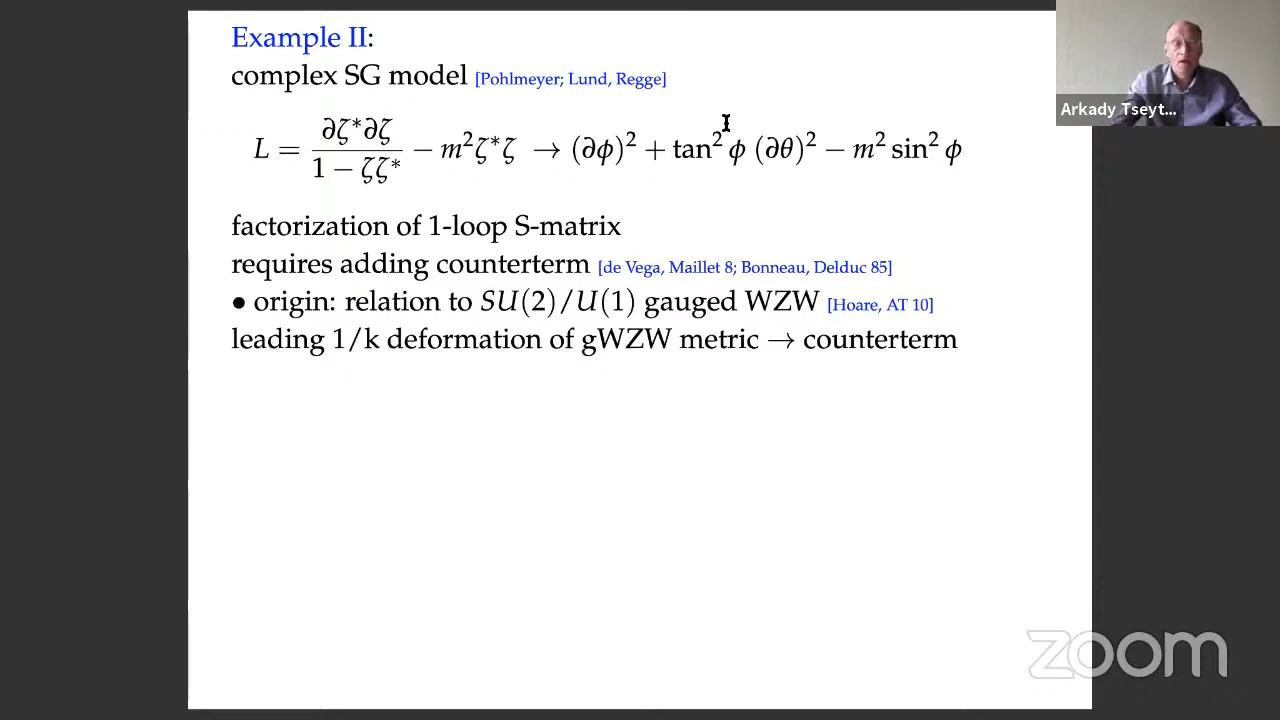 Example II:
complex SG model [Pohlmeyer; Lund, Regge]
L = ∂ζ*∂ζ / (1 − ζζ*) − m²ζ*ζ → (∂ϕ)² + tan² ϕ (∂θ)² − m² sin² ϕ
factorization of 1-loop S-matrix
requires adding counterterm [de Vega, Maillet 8; Bonneau, Delduc 85]
• origin: relation to SU(2)/U(1) gauged WZW [Hoare, AT 10]
leading 1/k deformation of gWZW metric → counterterm
Arkady Tseyt...
zoom